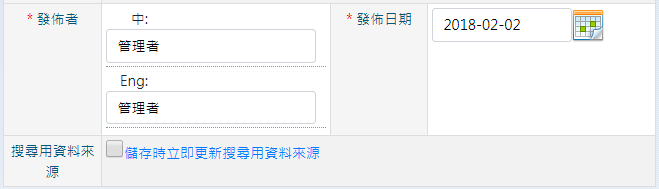 * 發佈者
中:
管理者
Eng:
管理者
* 發佈日期
2018-02-02
搜尋用資料來
源
儲存時立即更新搜尋用資料來源